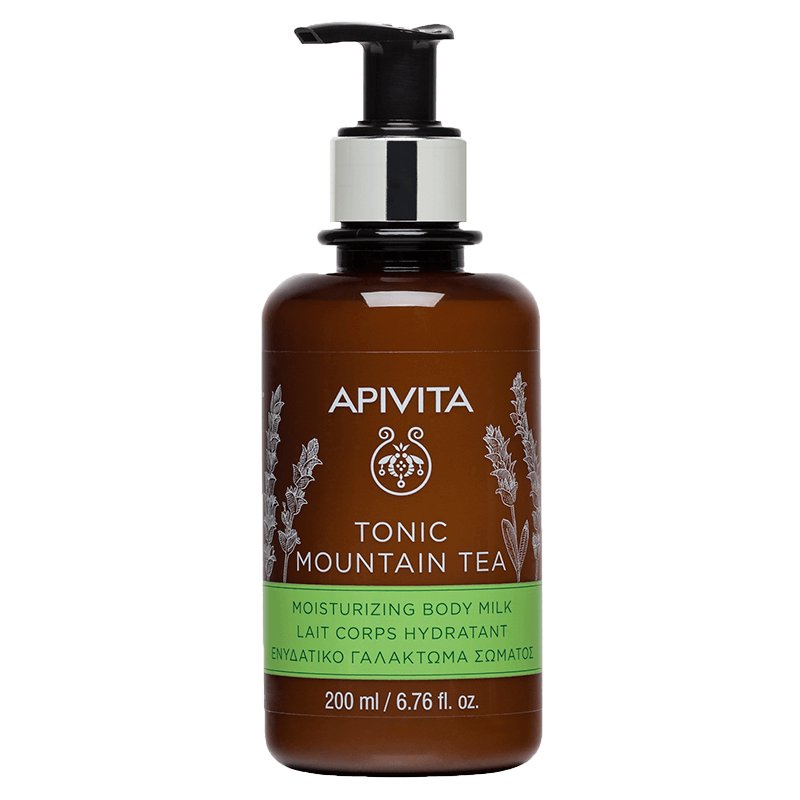 APIVITA
TONIC
MOUNTAIN TEA
MOISTURIZING BODY MILK
LAIT CORPS HYDRATANT
ΕΝΥΔΑΤΙΚΟ ΓΑΛΑΚΤΩΜΑ ΣΩΜΑΤΟΣ
200 ml / 6.76 fl. oz.